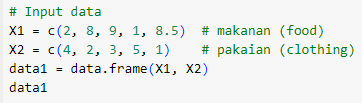 # Input data
X1 = c(2, 8, 9, 1, 8.5)  # makanan (food)
X2 = c(4, 2, 3, 5, 1)    # pakaian (clothing)
data1 = data.frame(X1, X2)
data1